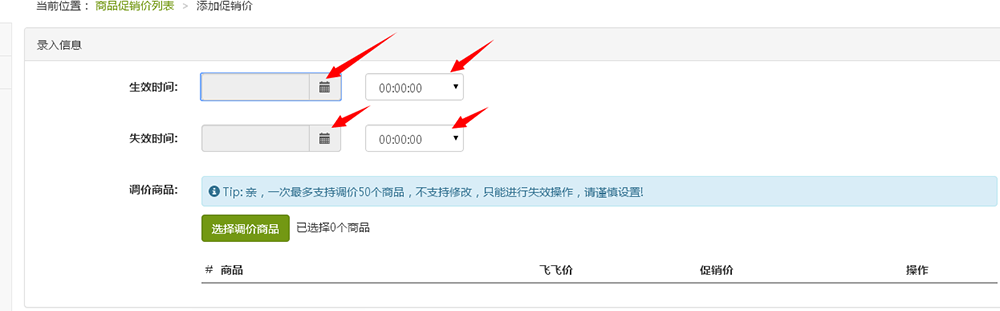 当前位置： 商品促销价列表 > 添加促销价
录入信息
生效时间: 00:00:00
失效时间: 00:00:00
调价商品: Tip: 亲，一次最多支持调价50个商品，不支持修改，只能进行失效操作，请谨慎设置!
选择调价商品 已选择0个商品
# 商品 飞飞价 促销价 操作